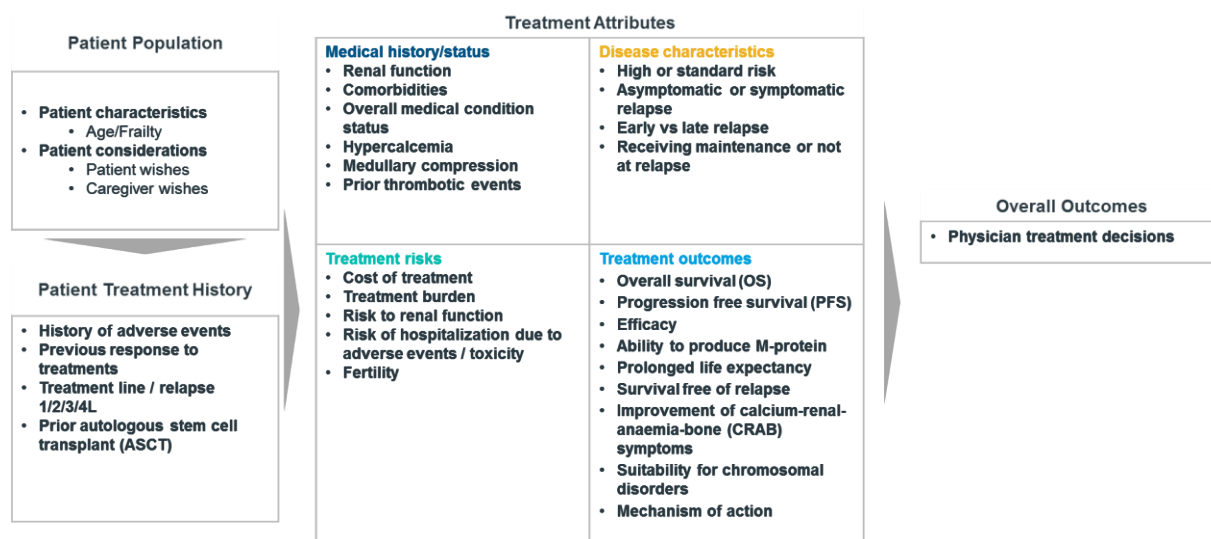 Patient Population
• Patient characteristics
• Age/Frailty
• Patient considerations
• Patient wishes
• Caregiver wishes
Patient Treatment History
• History of adverse events
• Previous response to
treatments
• Treatment line / relapse
1/2/3/4L
• Prior autologous stem cell
transplant (ASCT)
Treatment Attributes
Medical history/status
• Renal function
• Comorbidities
• Overall medical condition
status
• Hypercalcemia
• Medullary compression
• Prior thrombotic events
Disease characteristics
• High or standard risk
• Asymptomatic or symptomatic
relapse
• Early vs late relapse
• Receiving maintenance or not
at relapse
Treatment risks
• Cost of treatment
• Treatment burden
• Risk to renal function
• Risk of hospitalization due to
adverse events / toxicity
• Fertility
Treatment outcomes
• Overall survival (OS)
• Progression free survival (PFS)
• Efficacy
• Ability to produce M-protein
• Prolonged life expectancy
• Survival free of relapse
• Improvement of calcium-renal-
anaemia-bone (CRAB)
symptoms
• Suitability for chromosomal
disorders
• Mechanism of action
Overall Outcomes
• Physician treatment decisions